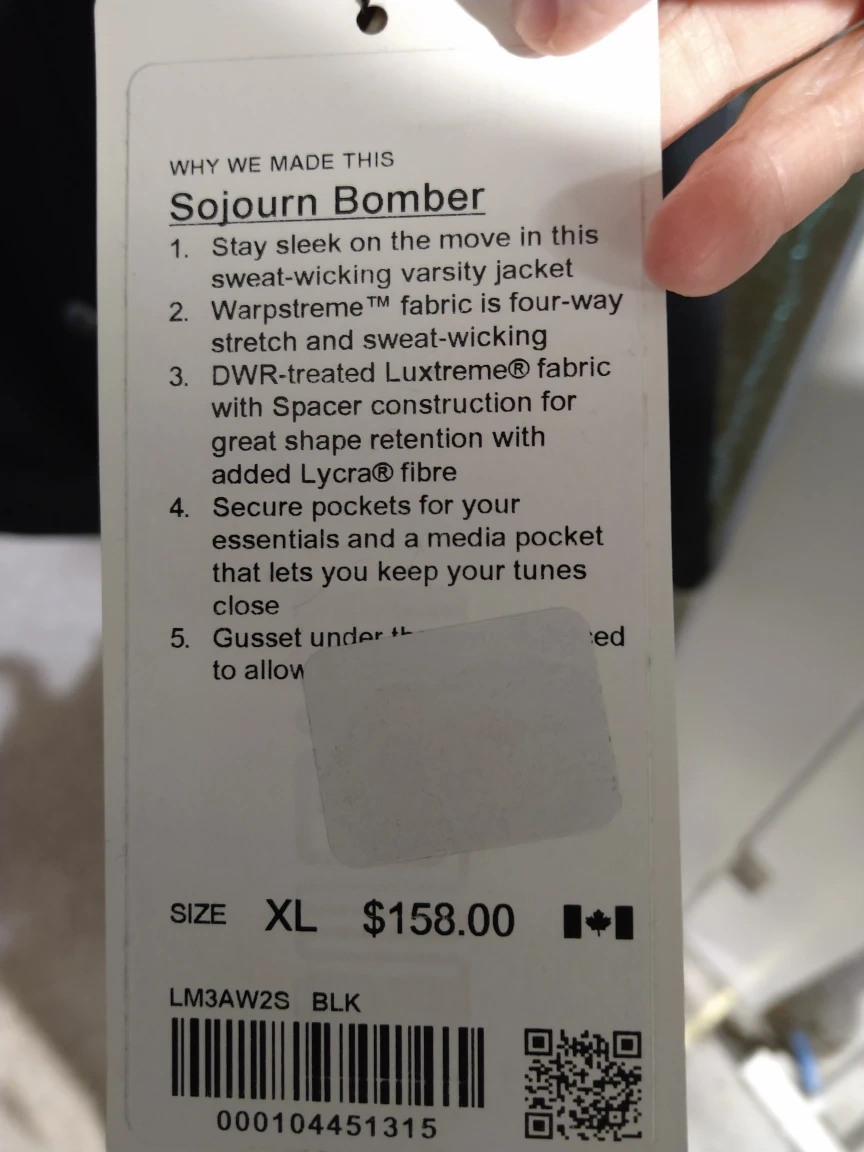 WHY WE MADE THIS
Sojourn Bomber
1. Stay sleek on the move in this
sweat-wicking varsity jacket
2. Warpstreme™ fabric is four-way
stretch and sweat-wicking
3. DWR-treated Luxtreme® fabric
with Spacer construction for
great shape retention with
added Lycra® fibre
4. Secure pockets for your
essentials and a media pocket
that lets you keep your tunes
close
5. Gusset under
to allow
SIZE XL $158.00
LM3AW2S BLK
000104451315